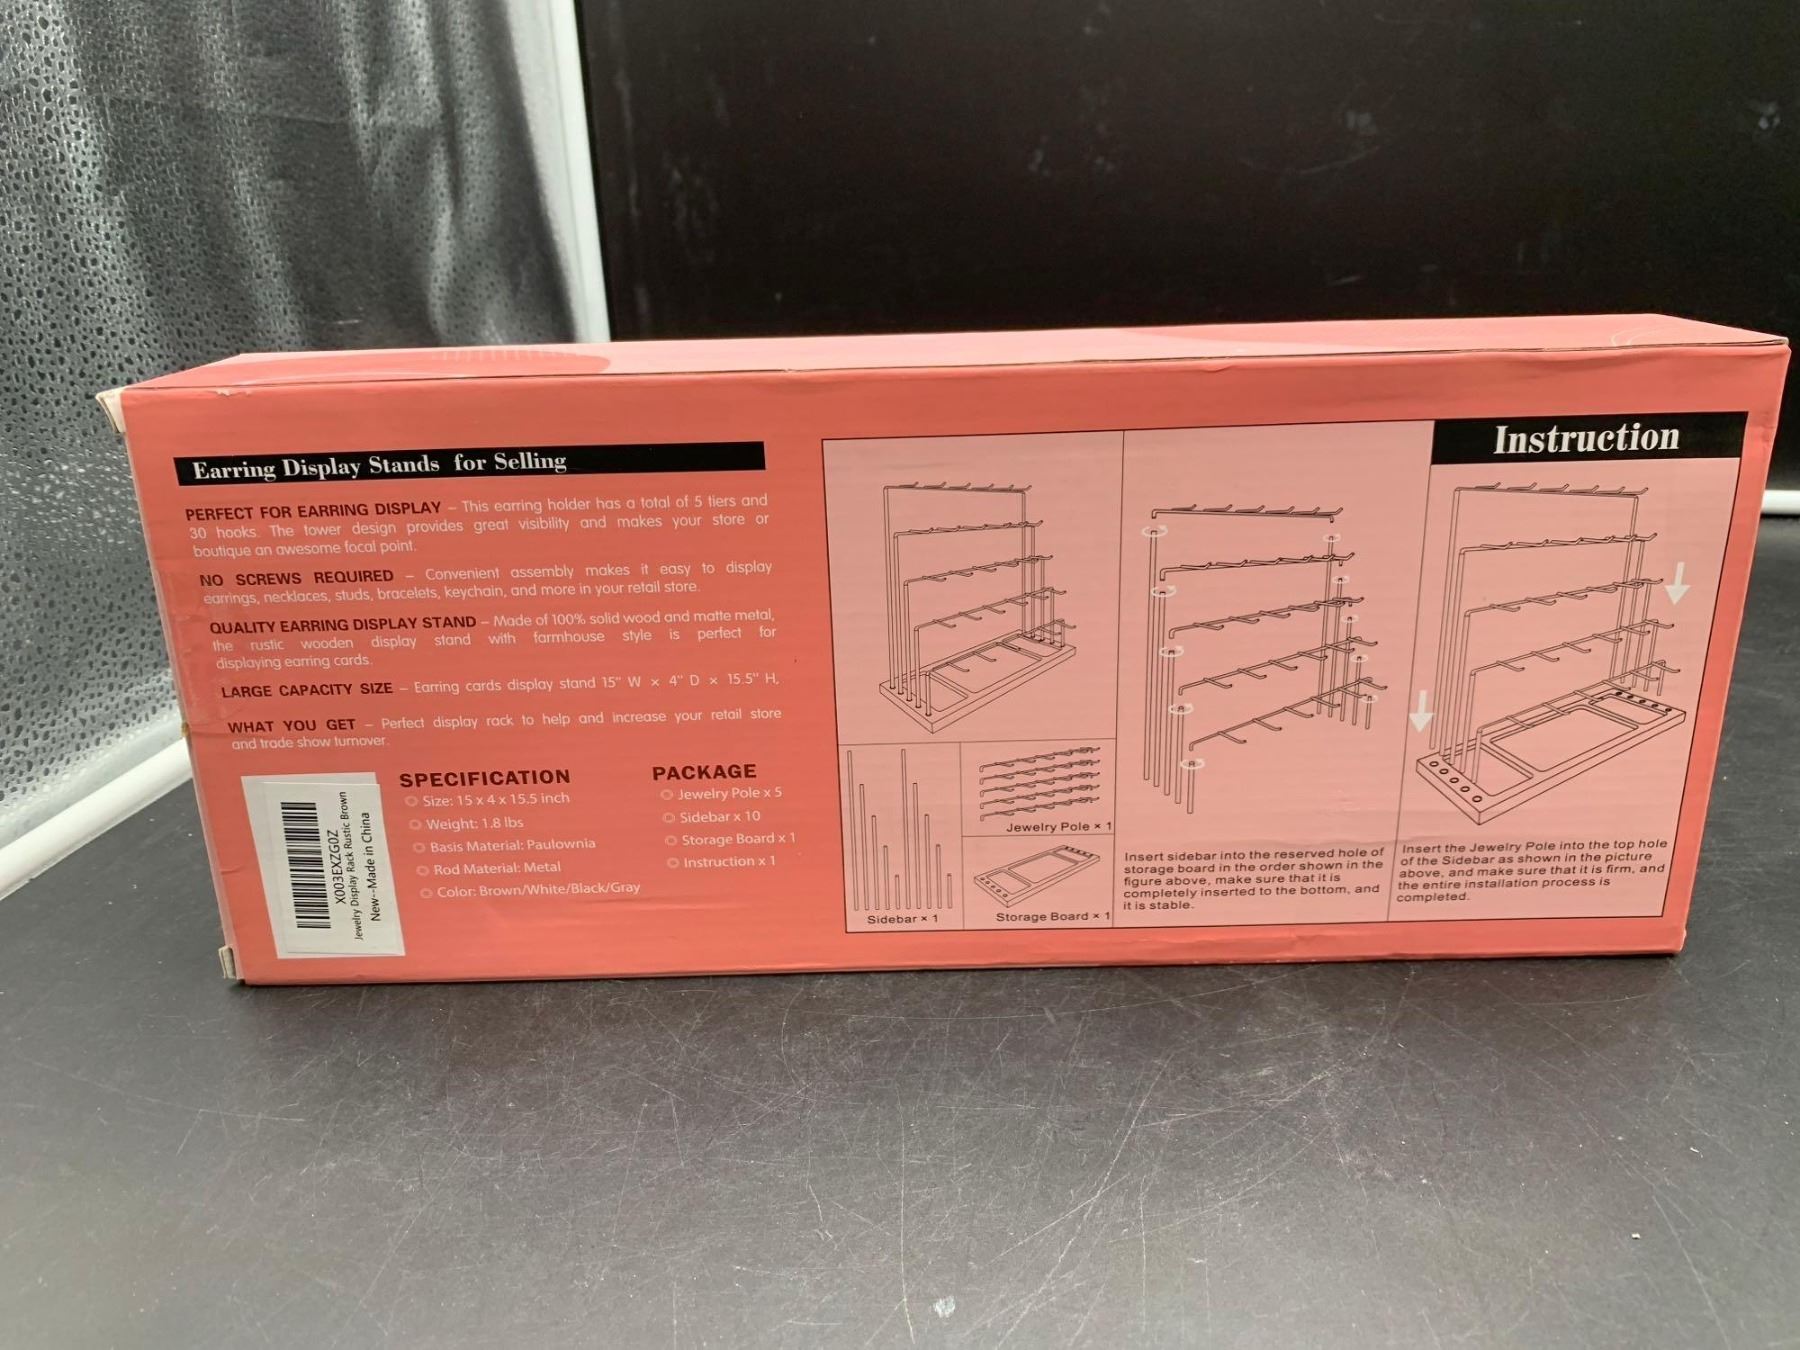 Earring Display Stands for Selling
PERFECT FOR EARRING DISPLAY – This earring holder has a total of 5 tiers and
30 hooks. The tower design provides great visibility and makes your store or
boutique an awesome focal point.
NO SCREWS REQUIRED – Convenient assembly makes it easy to display
earrings, necklaces, studs, bracelets, keychain, and more in your retail store.
QUALITY EARRING DISPLAY STAND – Made of 100% solid wood and matte metal,
the rustic wooden display stand with farmhouse style is perfect for
displaying earring cards.
LARGE CAPACITY SIZE – Earring cards display stand 15" W × 4" D × 15.5" H,
WHAT YOU GET – Perfect display rack to help and increase your retail store
and trade show turnover.
X003EXZG0Z
Jewelry Display Rack Rustic Brown
New--Made in China
SPECIFICATION
Size: 15 x 4 x 15.5 inch
Weight: 1.8 lbs
Basis Material: Paulownia
Rod Material: Metal
Color: Brown/White/Black/Gray
PACKAGE
Jewelry Pole x 5
Sidebar x 10
Storage Board x 1
Instruction x 1
Instruction
Sidebar × 1
Jewelry Pole × 1
Storage Board × 1
Insert sidebar into the reserved hole of
storage board in the order shown in the
figure above, make sure that it is
completely inserted to the bottom, and
it is stable.
Insert the Jewelry Pole into the top hole
of the Sidebar as shown in the picture
above, and make sure that it is firm, and
the entire installation process is
completed.